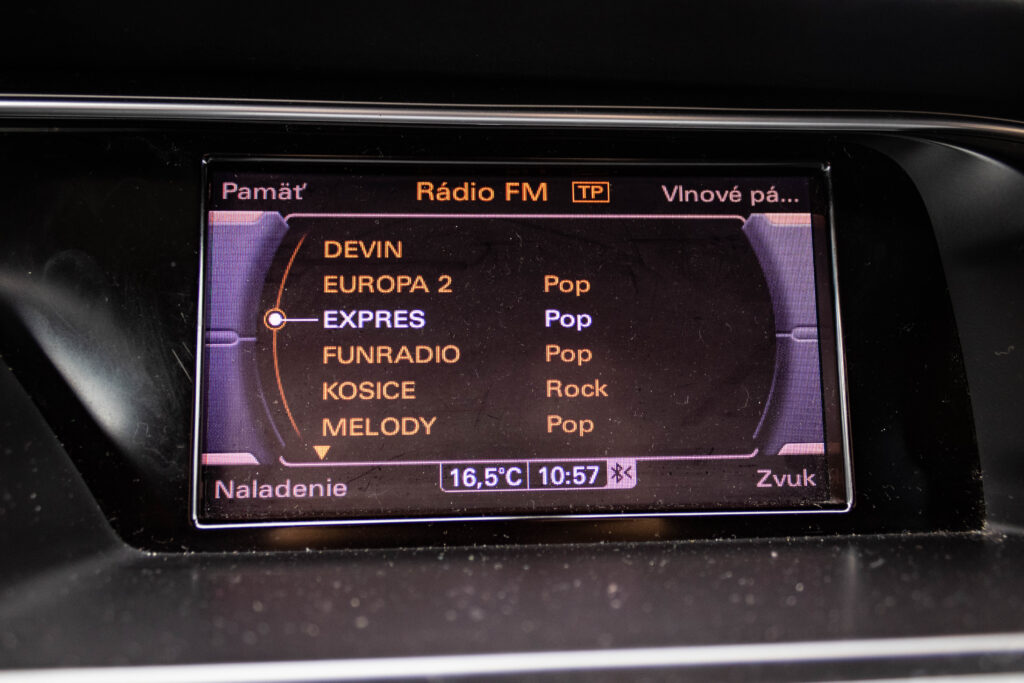 Pamäť Rádio FM TP Vlnové pá...
DEVIN
EUROPA 2 Pop
EXPRES Pop
FUNRADIO Pop
KOSICE Rock
MELODY Pop
Naladenie 16,5°C 10:57 Zvuk